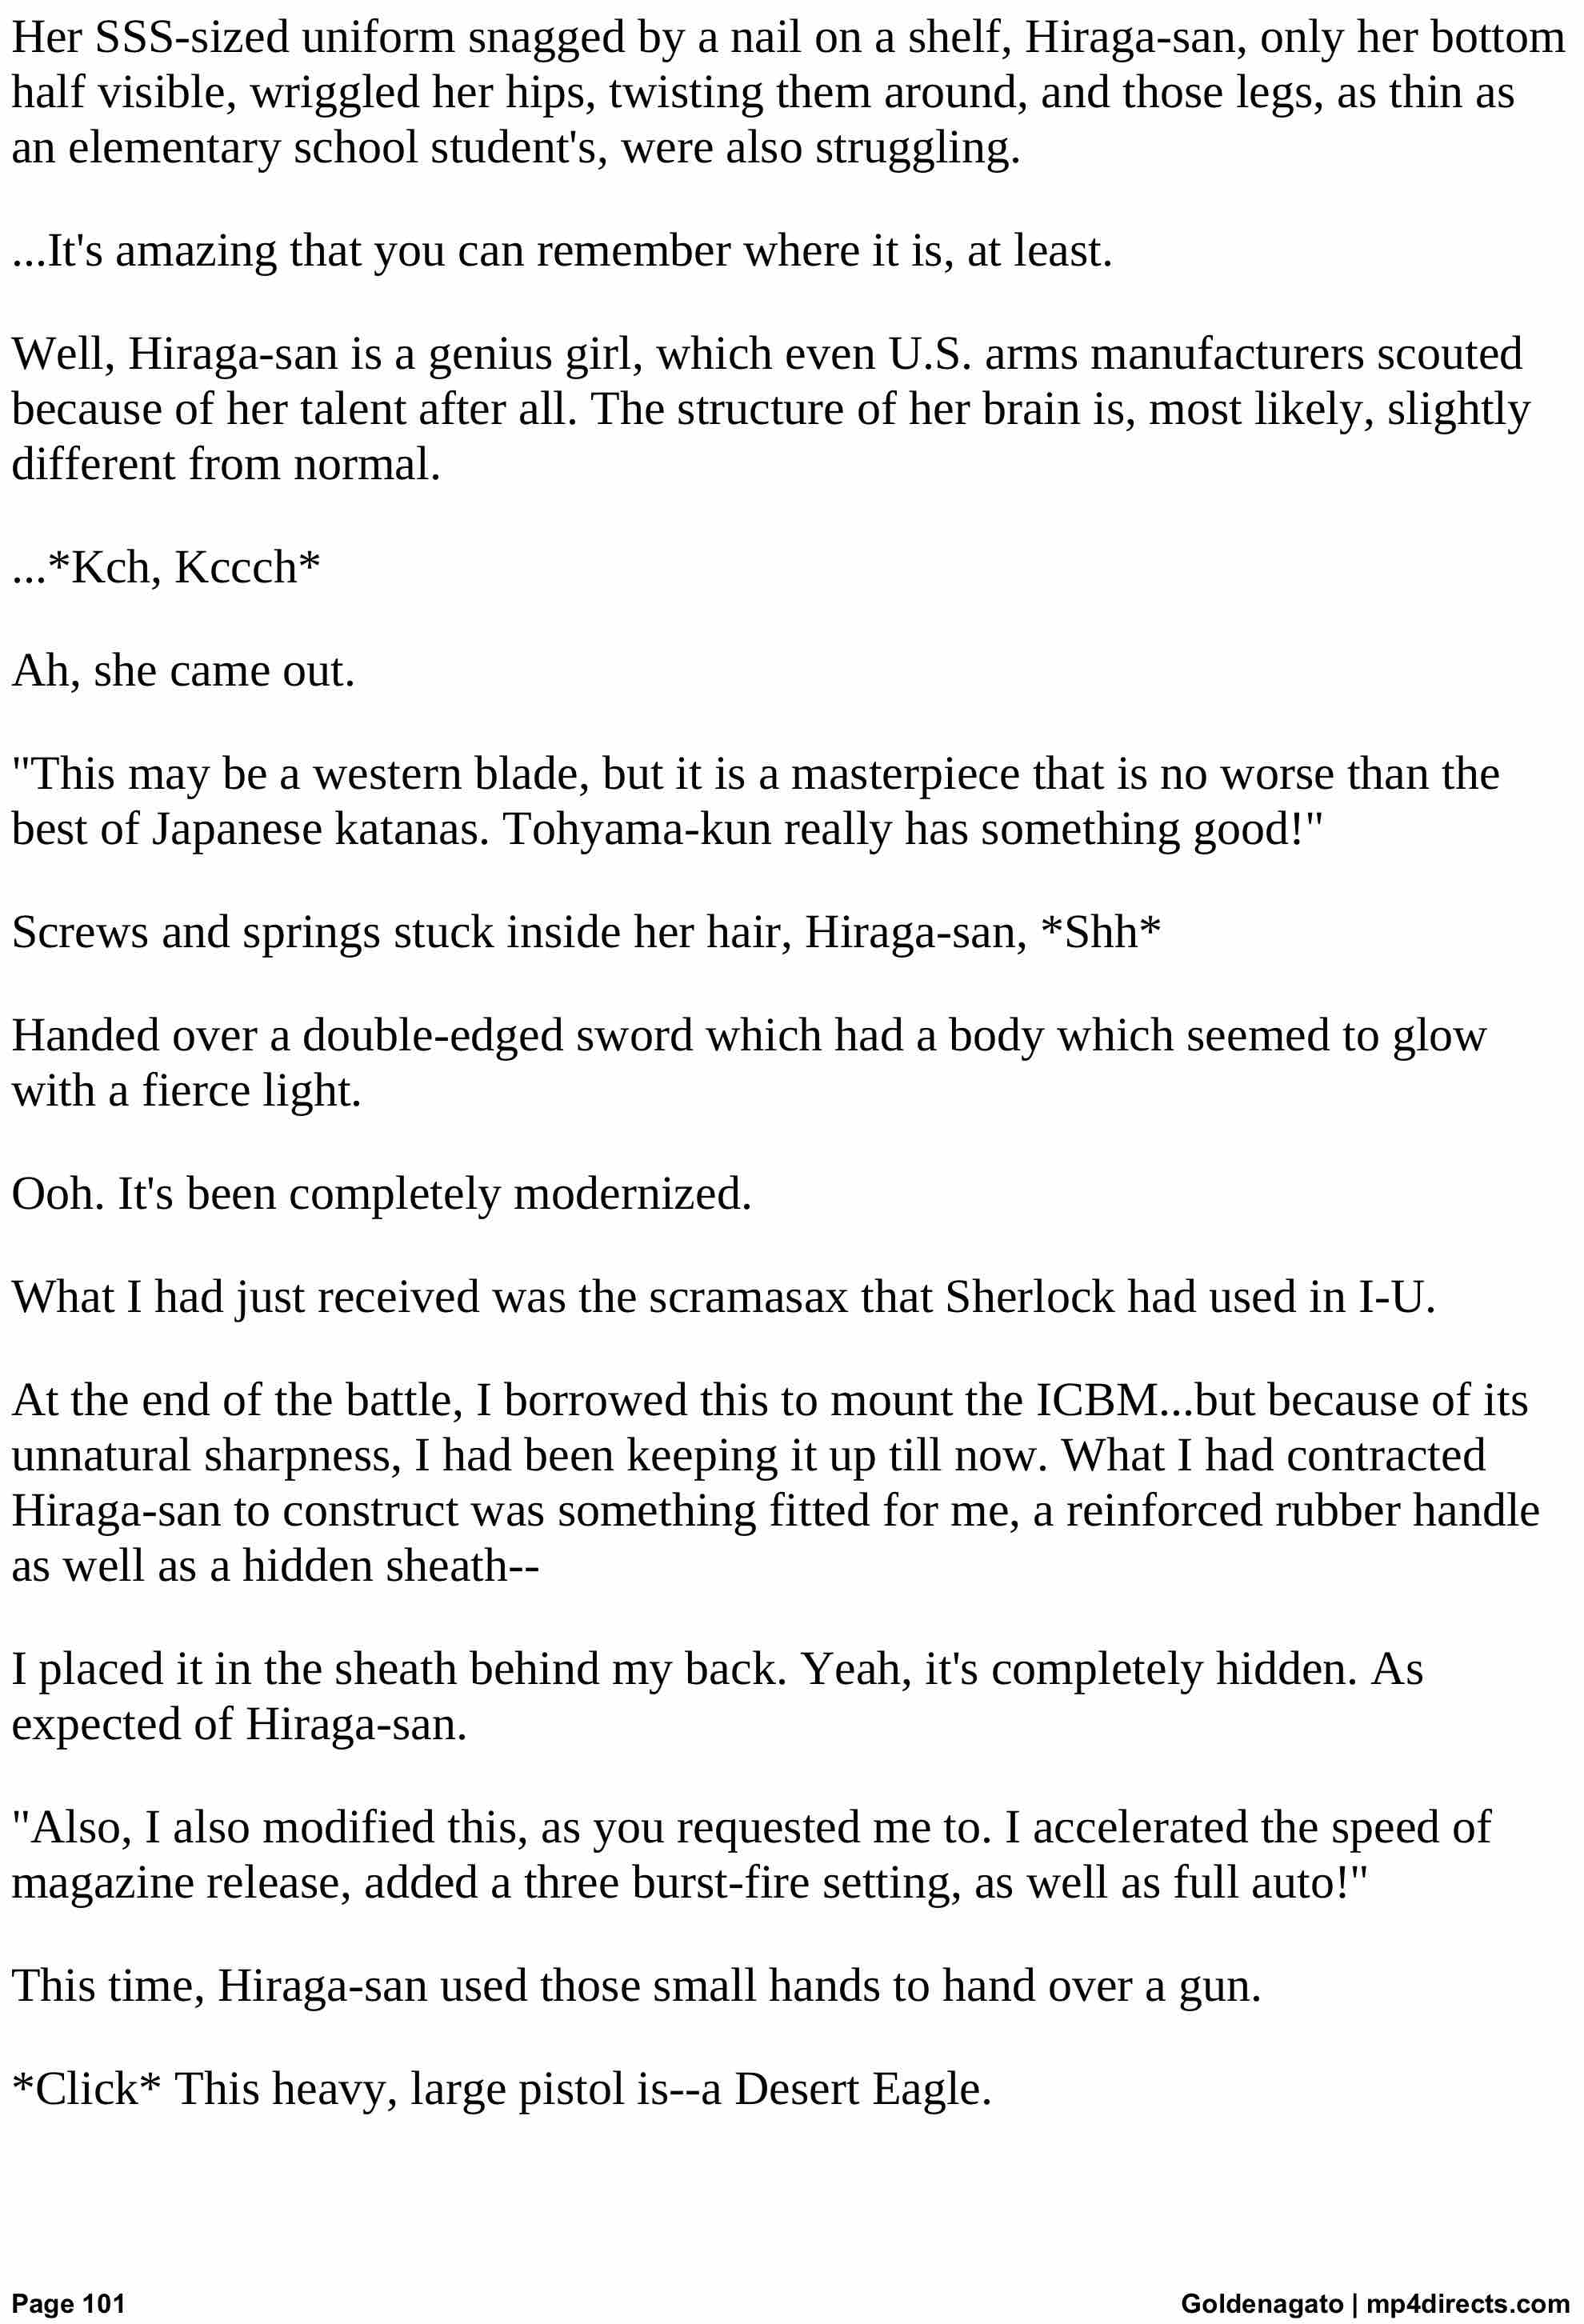 Her SSS-sized uniform snagged by a nail on a shelf, Hiraga-san, only her bottom
half visible, wriggled her hips, twisting them around, and those legs, as thin as
an elementary school student's, were also struggling.
...It's amazing that you can remember where it is, at least.
Well, Hiraga-san is a genius girl, which even U.S. arms manufacturers scouted
because of her talent after all. The structure of her brain is, most likely, slightly
different from normal.
...*Kch, Kccch*
Ah, she came out.
"This may be a western blade, but it is a masterpiece that is no worse than the
best of Japanese katanas. Tohyama-kun really has something good!"
Screws and springs stuck inside her hair, Hiraga-san, *Shh*
Handed over a double-edged sword which had a body which seemed to glow
with a fierce light.
Ooh. It's been completely modernized.
What I had just received was the scramasax that Sherlock had used in I-U.
At the end of the battle, I borrowed this to mount the ICBM...but because of its
unnatural sharpness, I had been keeping it up till now. What I had contracted
Hiraga-san to construct was something fitted for me, a reinforced rubber handle
as well as a hidden sheath--
I placed it in the sheath behind my back. Yeah, it's completely hidden. As
expected of Hiraga-san.
"Also, I also modified this, as you requested me to. I accelerated the speed of
magazine release, added a three burst-fire setting, as well as full auto!"
This time, Hiraga-san used those small hands to hand over a gun.
*Click* This heavy, large pistol is--a Desert Eagle.
Page 101
Goldenagato | mp4directs.com